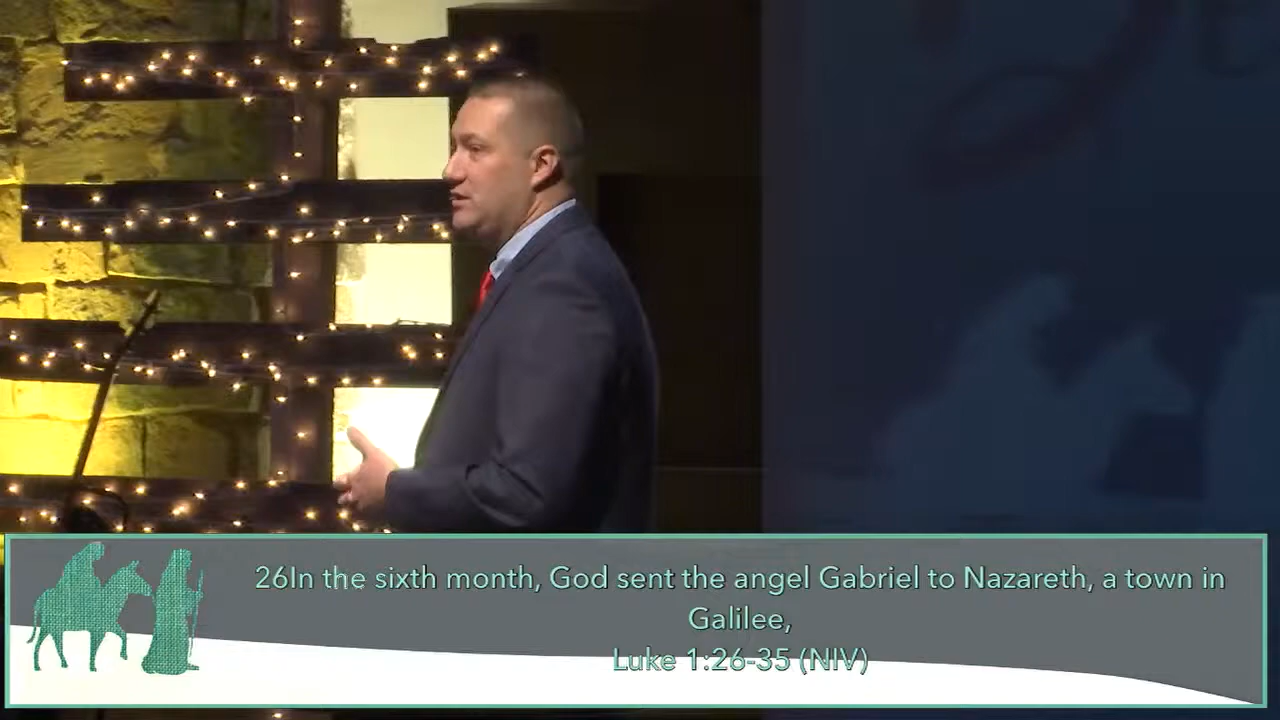 26In the sixth month, God sent the angel Gabriel to Nazareth, a town in
Galilee,
Luke 1:26-35 (NIV)